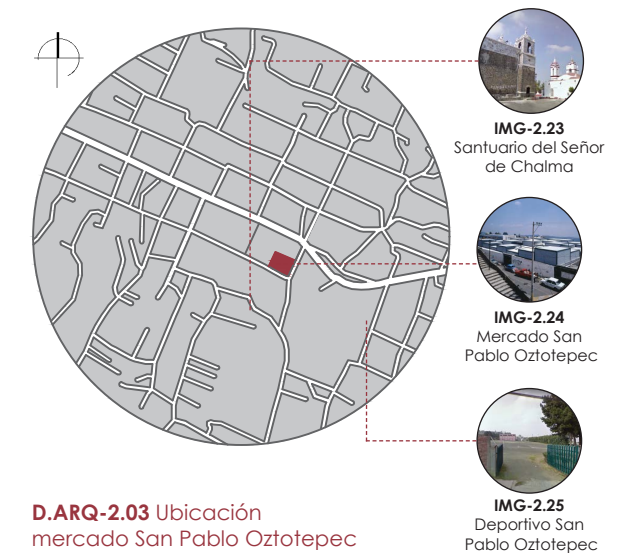 IMG-2.23
Santuario del Señor
de Chalma
IMG-2.24
Mercado San
Pablo Oztotepec
IMG-2.25
Deportivo San
Pablo Oztotepec
D.ARQ-2.03 Ubicación
mercado San Pablo Oztotepec